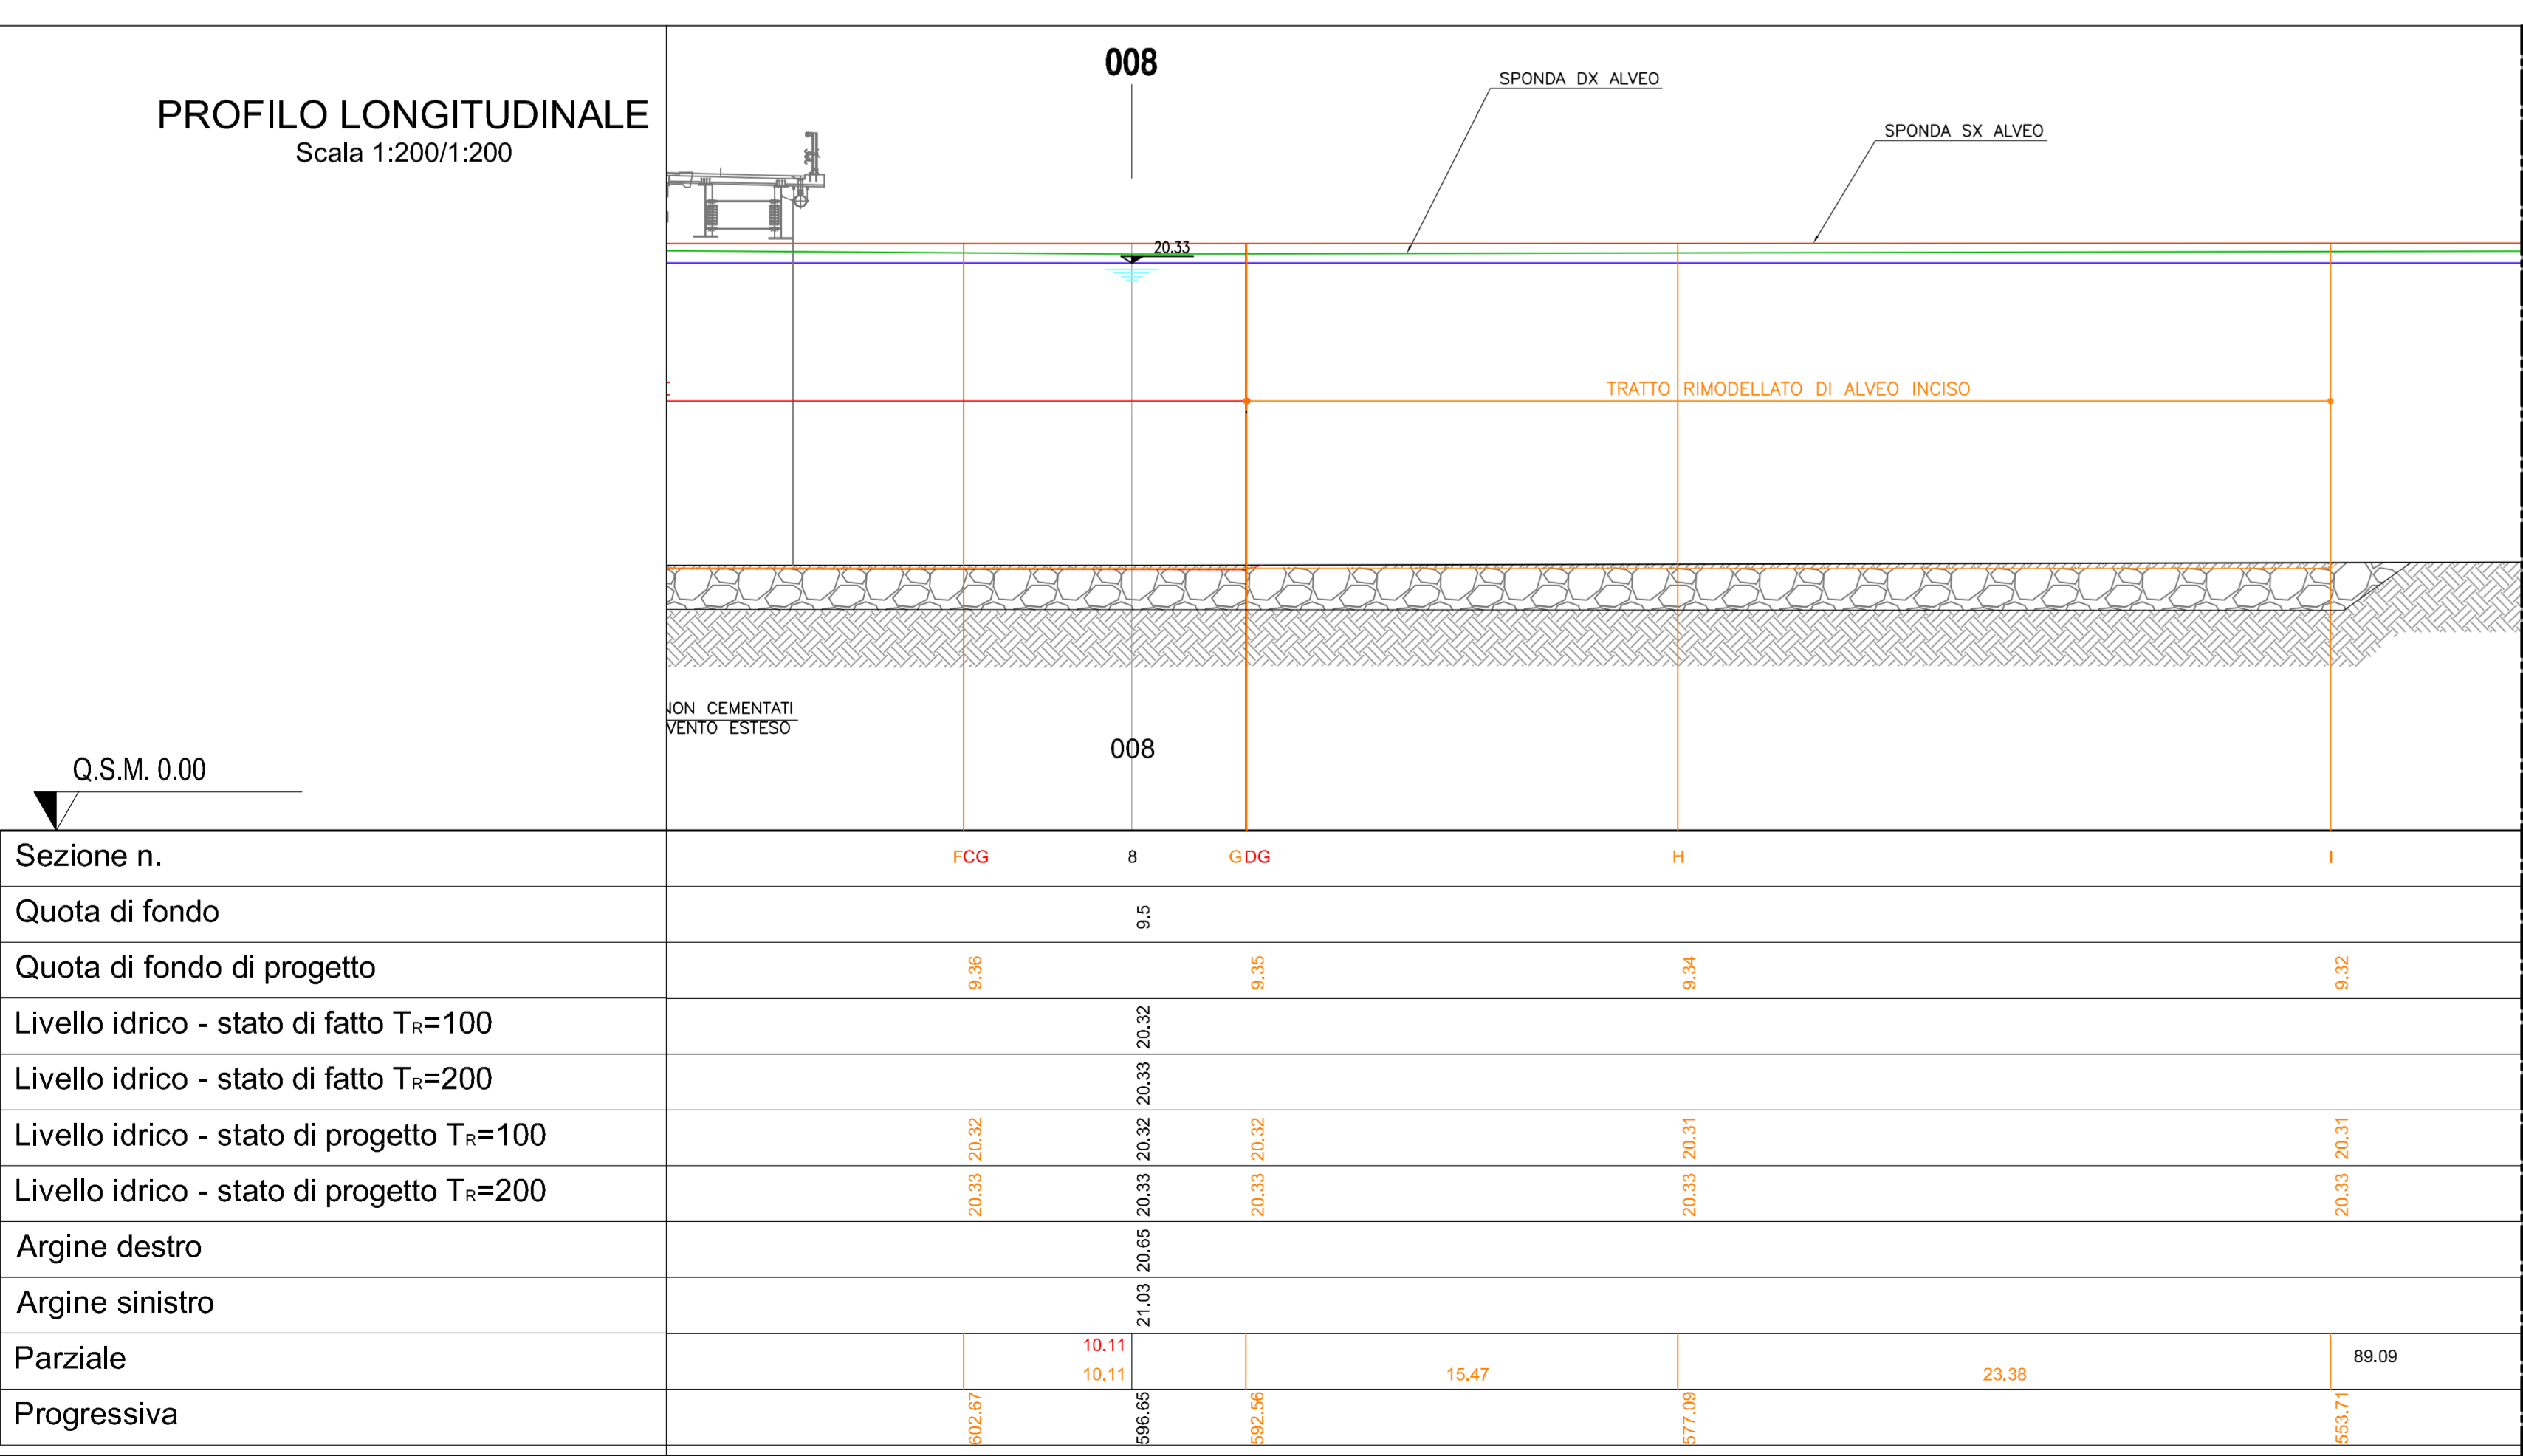 008
PROFILO LONGITUDINALE
Scala 1:200/1:200
SPONDA DX ALVEO
SPONDA SX ALVEO
20.33
TRATTO RIMODELLATO DI ALVEO INCISO
NON CEMENTATI
VENTO ESTESO
008
Q.S.M. 0.00
Sezione n. FCG 8 GDG H I
Quota di fondo 9.5
Quota di fondo di progetto 9.36 9.35 9.34 9.32
Livello idrico - stato di fatto TR=100 20.32
Livello idrico - stato di fatto TR=200 20.33
Livello idrico - stato di progetto TR=100 20.32 20.32 20.32 20.31 20.31
Livello idrico - stato di progetto TR=200 20.33 20.33 20.33 20.33 20.33
Argine destro 20.65
Argine sinistro 21.03
Parziale 10.11 10.11 15.47 23.38 89.09
Progressiva 602.67 596.65 592.56 577.09 553.71